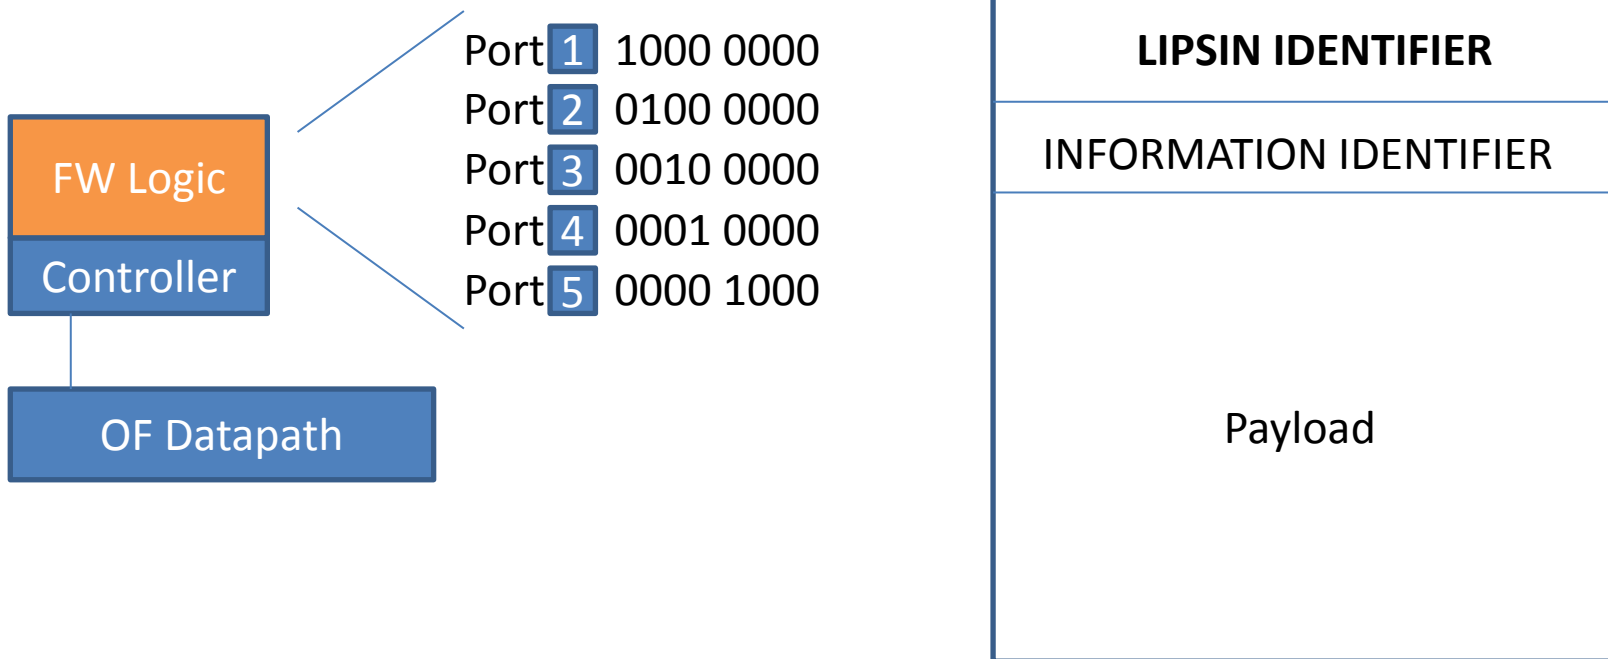 FW Logic
Controller
OF Datapath
Port 1 1000 0000
Port 2 0100 0000
Port 3 0010 0000
Port 4 0001 0000
Port 5 0000 1000
LIPSIN IDENTIFIER
INFORMATION IDENTIFIER
Payload